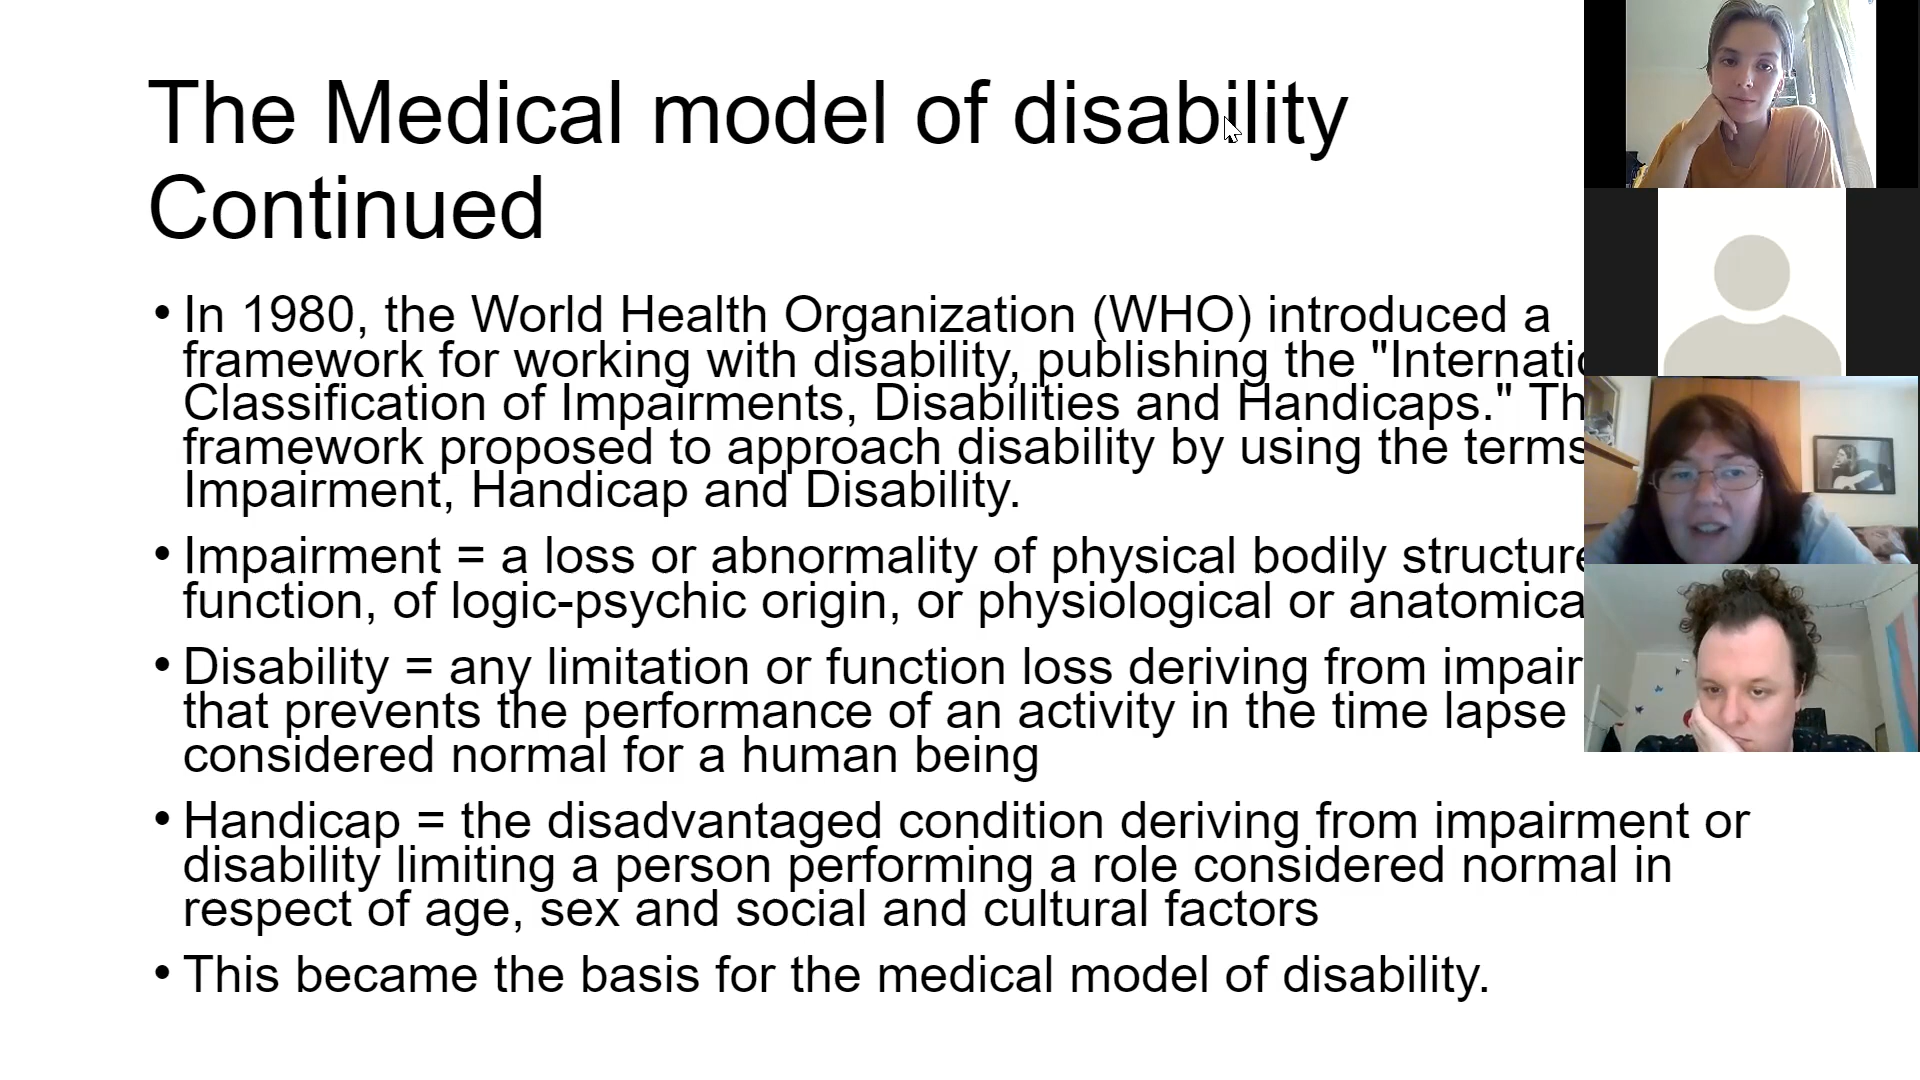 The Medical model of disability
Continued
• In 1980, the World Health Organization (WHO) introduced a
framework for working with disability, publishing the "Internatio
Classification of Impairments, Disabilities and Handicaps." Th
framework proposed to approach disability by using the terms
Impairment, Handicap and Disability.
• Impairment = a loss or abnormality of physical bodily structure
function, of logic-psychic origin, or physiological or anatomica
• Disability = any limitation or function loss deriving from impair
that prevents the performance of an activity in the time lapse
considered normal for a human being
• Handicap = the disadvantaged condition deriving from impairment or
disability limiting a person performing a role considered normal in
respect of age, sex and social and cultural factors
• This became the basis for the medical model of disability.